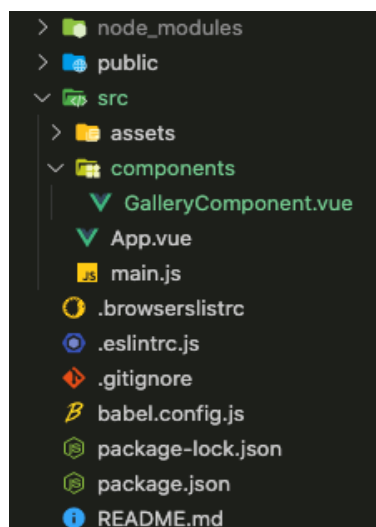 node_modules
public
src
assets
components
GalleryComponent.vue
App.vue
JS main.js
.browserslistrc
.eslintrc.js
.gitignore
babel.config.js
package-lock.json
package.json
README.md